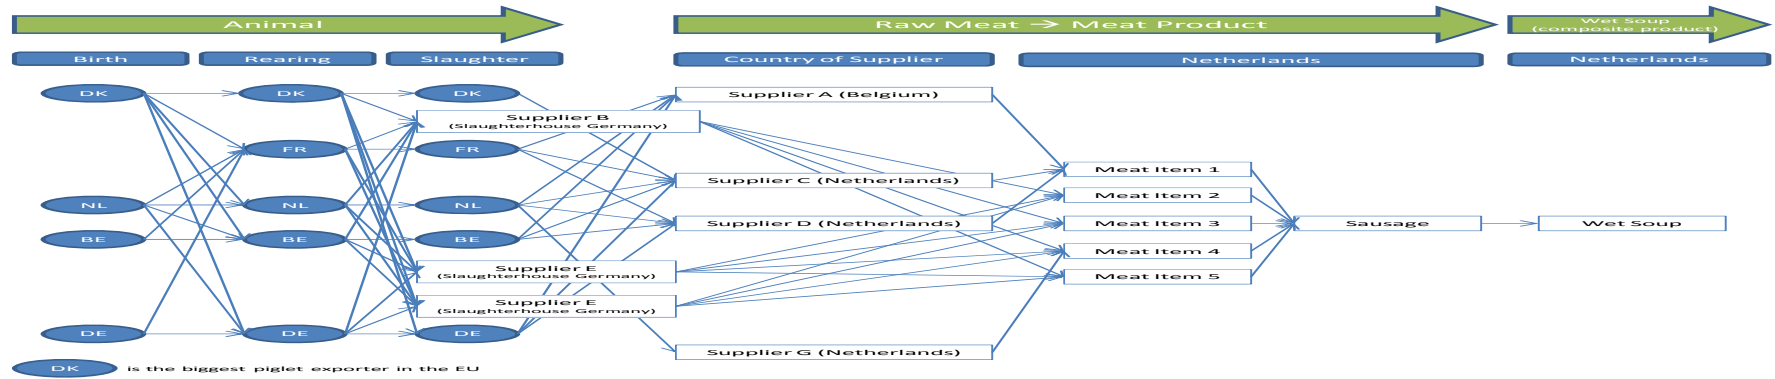 Animal
Raw Meat → Meat Product
Wet Soup
(composite product)
Birth
Rearing
Slaughter
Country of Supplier
Netherlands
Netherlands
DK
DK
DK
Supplier A (Belgium)
Supplier B
(Slaughterhouse Germany)
FR
FR
Meat Item 1
Supplier C (Netherlands)
Meat Item 2
NL
NL
NL
Supplier D (Netherlands)
Meat Item 3
Sausage
Wet Soup
BE
BE
BE
Meat Item 4
Supplier E
(Slaughterhouse Germany)
Meat Item 5
Supplier E
(Slaughterhouse Germany)
DE
DE
DE
Supplier G (Netherlands)
DK is the biggest piglet exporter in the EU